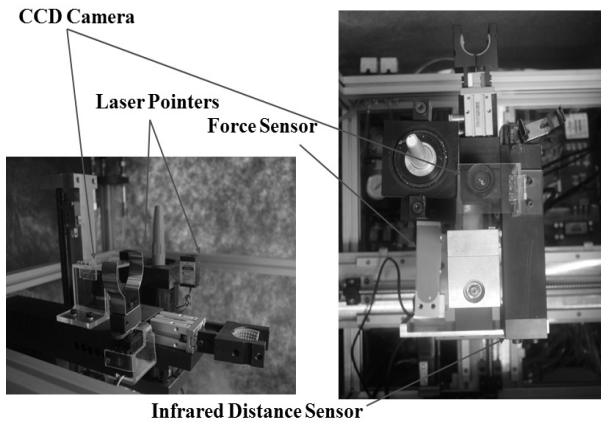 CCD Camera
Laser Pointers
Force Sensor
Infrared Distance Sensor